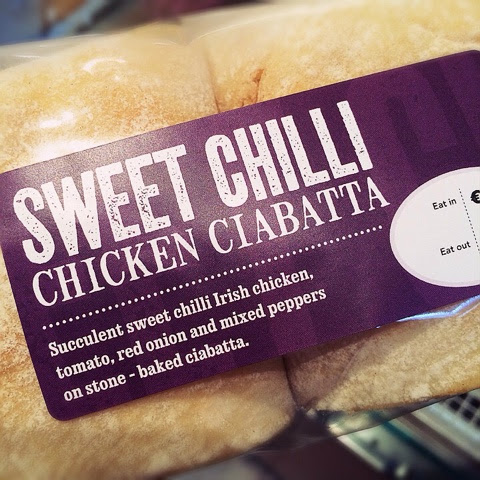 SWEET CHILLI
CHICKEN CIABATTA
Succulent sweet chilli Irish chicken,
tomato, red onion and mixed peppers
on stone - baked ciabatta.
Eat in €
Eat out